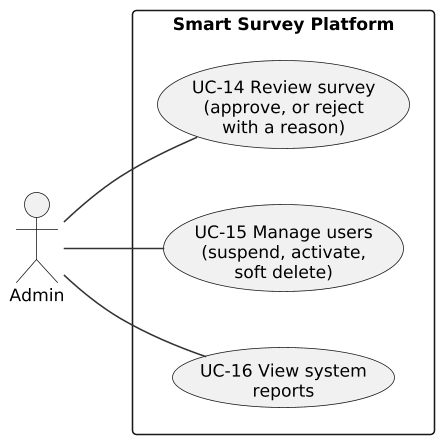 Smart Survey Platform
UC-14 Review survey
(approve, or reject
with a reason)
UC-15 Manage users
(suspend, activate,
soft delete)
Admin
UC-16 View system
reports